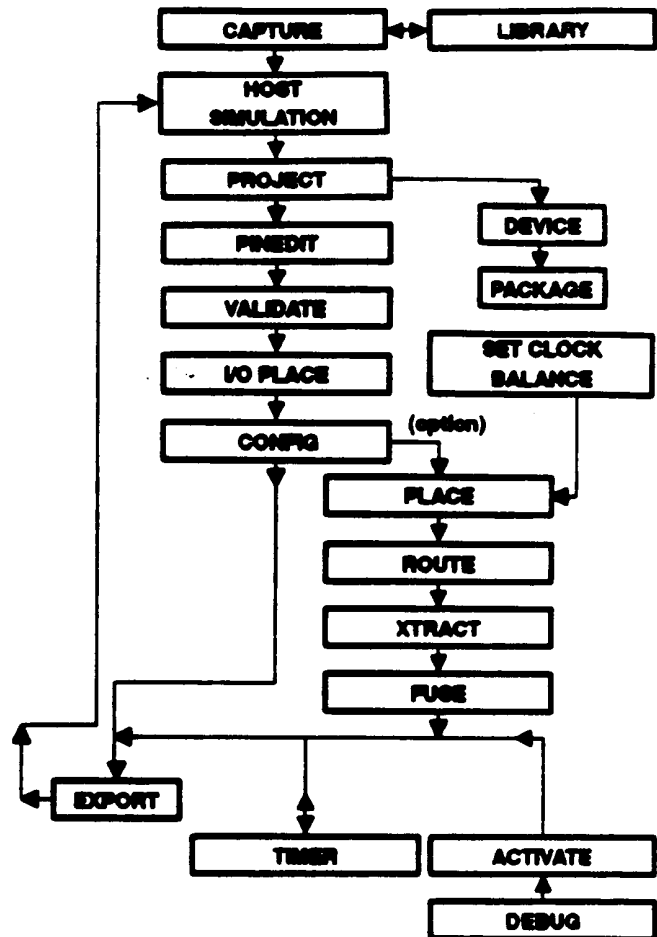 CAPTURE
LIBRARY
HOST
SIMULATION
PROJECT
DEVICE
PINEDIT
PACKAGE
VALIDATE
SET CLOCK
BALANCE
I/O PLACE
(option)
CONFIG
PLACE
ROUTE
XTRACT
FUSE
EXPORT
TIMER
ACTIVATE
DEBUG